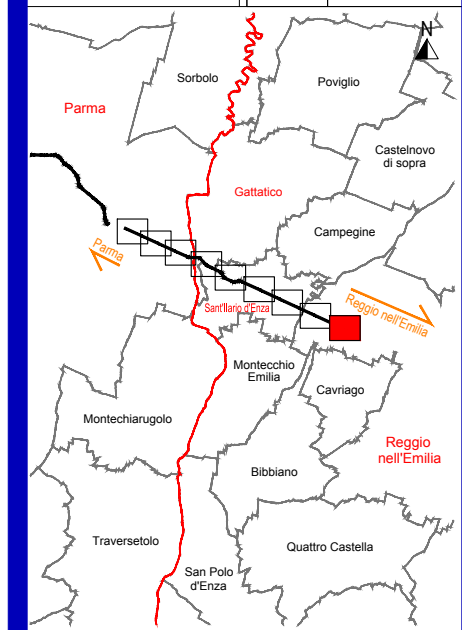 N
Sorbolo
Poviglio
Parma
Castelnovo
di sopra
Gattatico
Campegine
Parma
Reggio nell'Emilia
Sant'Ilario d'Enza
Montecchio
Emilia
Cavriago
Montechiarugolo
Reggio
nell'Emilia
Bibbiano
Traversetolo
Quattro Castella
San Polo
d'Enza